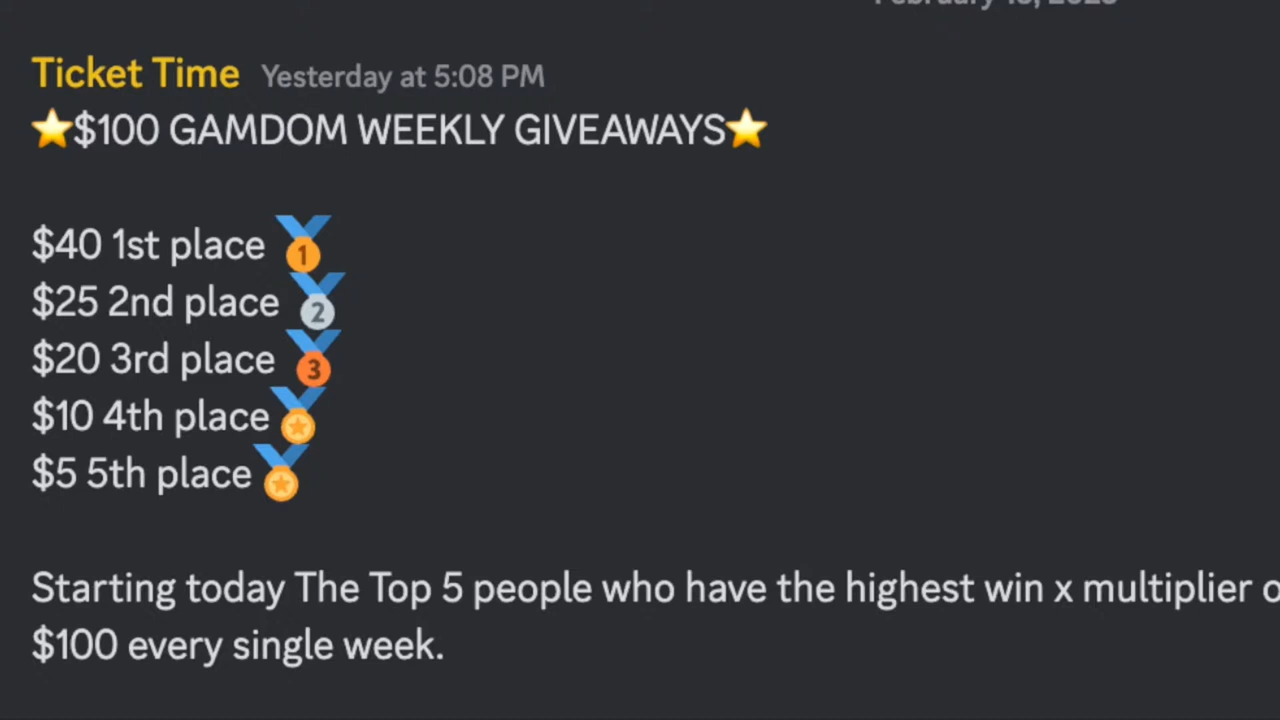 Ticket Time Yesterday at 5:08 PM
⭐$100 GAMDOM WEEKLY GIVEAWAYS⭐
$40 1st place 🥇
$25 2nd place 🥈
$20 3rd place 🥉
$10 4th place 🏅
$5 5th place 🏅
Starting today The Top 5 people who have the highest win x multiplier
$100 every single week.